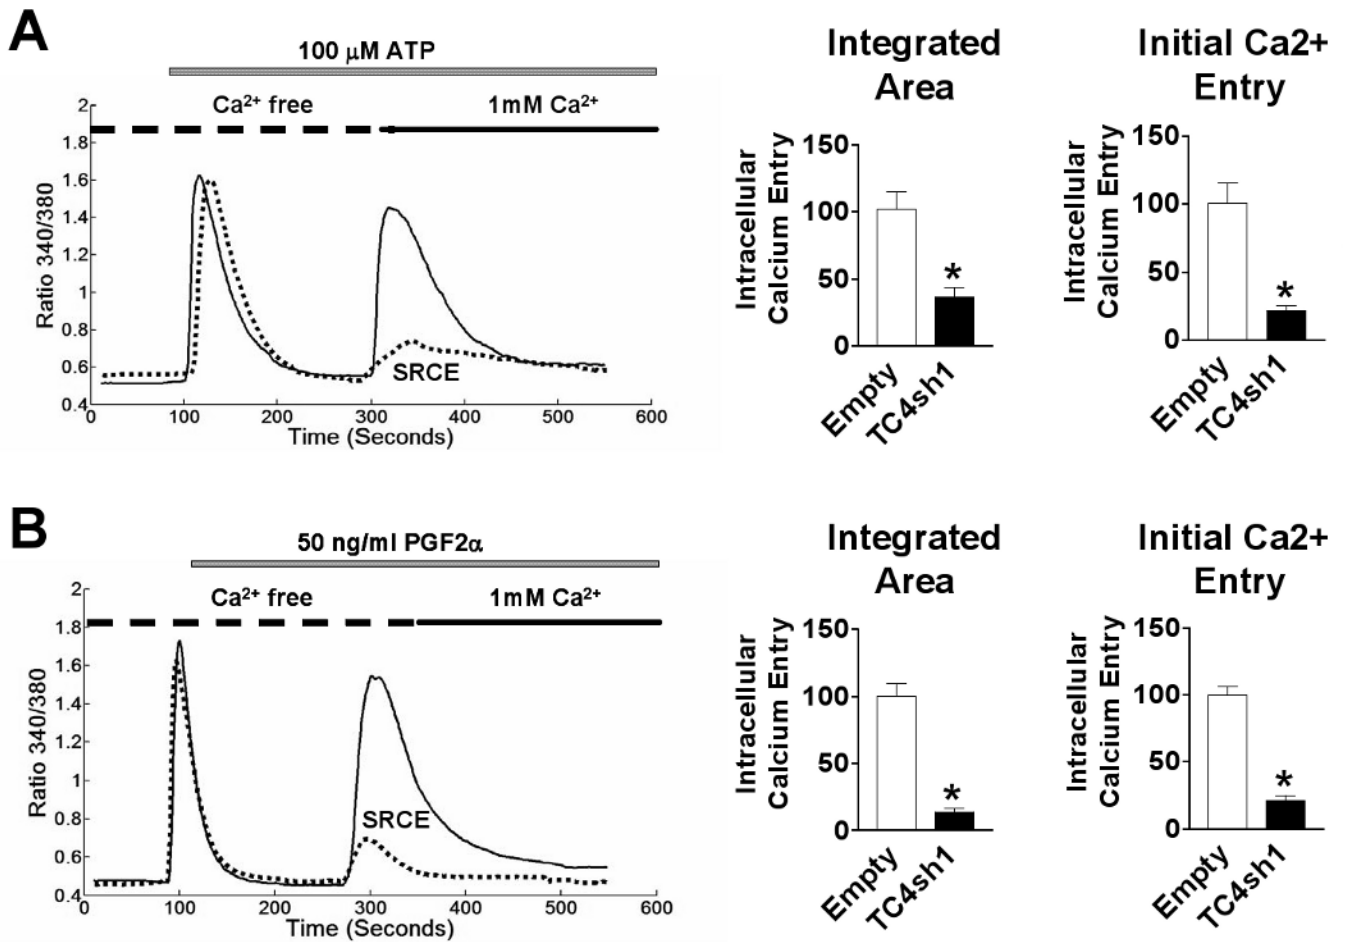 A
100 μM ATP
Ca²⁺ free
1mM Ca²⁺
2
1.8
1.6
1.4
1.2
1
0.8
0.6
0.4
Ratio 340/380
SRCE
0 100 200 300 400 500 600
Time (Seconds)
Integrated
Area
Intracellular
Calcium Entry
150
100
50
0
*
Empty
TC4sh1
Initial Ca2+
Entry
Intracellular
Calcium Entry
150
100
50
0
*
Empty
TC4sh1
B
50 ng/ml PGF2α
Ca²⁺ free
1mM Ca²⁺
2
1.8
1.6
1.4
1.2
1
0.8
0.6
0.4
Ratio 340/380
SRCE
0 100 200 300 400 500 600
Time (Seconds)
Integrated
Area
Intracellular
Calcium Entry
150
100
50
0
*
Empty
TC4sh1
Initial Ca2+
Entry
Intracellular
Calcium Entry
150
100
50
0
*
Empty
TC4sh1